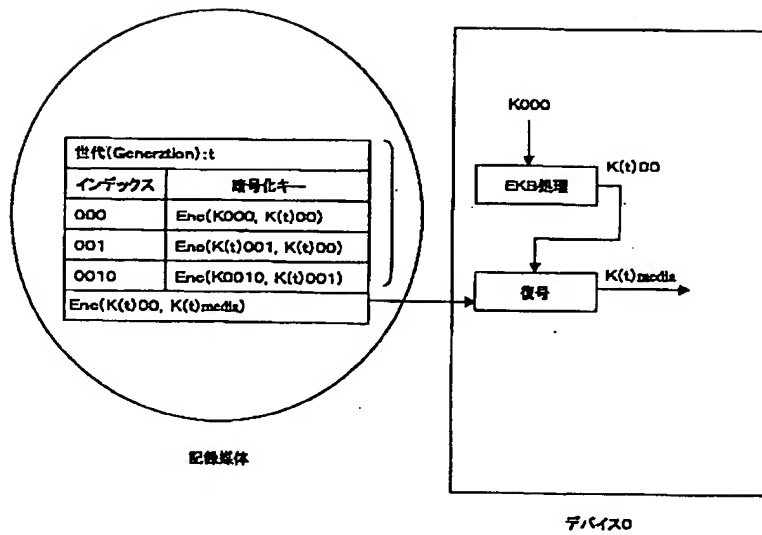 世代(Generation):t
インデックス 暗号化キー
000 Enc(K000, K(t)00)
001 Enc(K(t)001, K(t)00)
0010 Enc(K0010, K(t)001)
Enc(K(t)00, K(t)media)
記録媒体
K000
EKB処理
K(t)00
復号
K(t)media
デバイス0